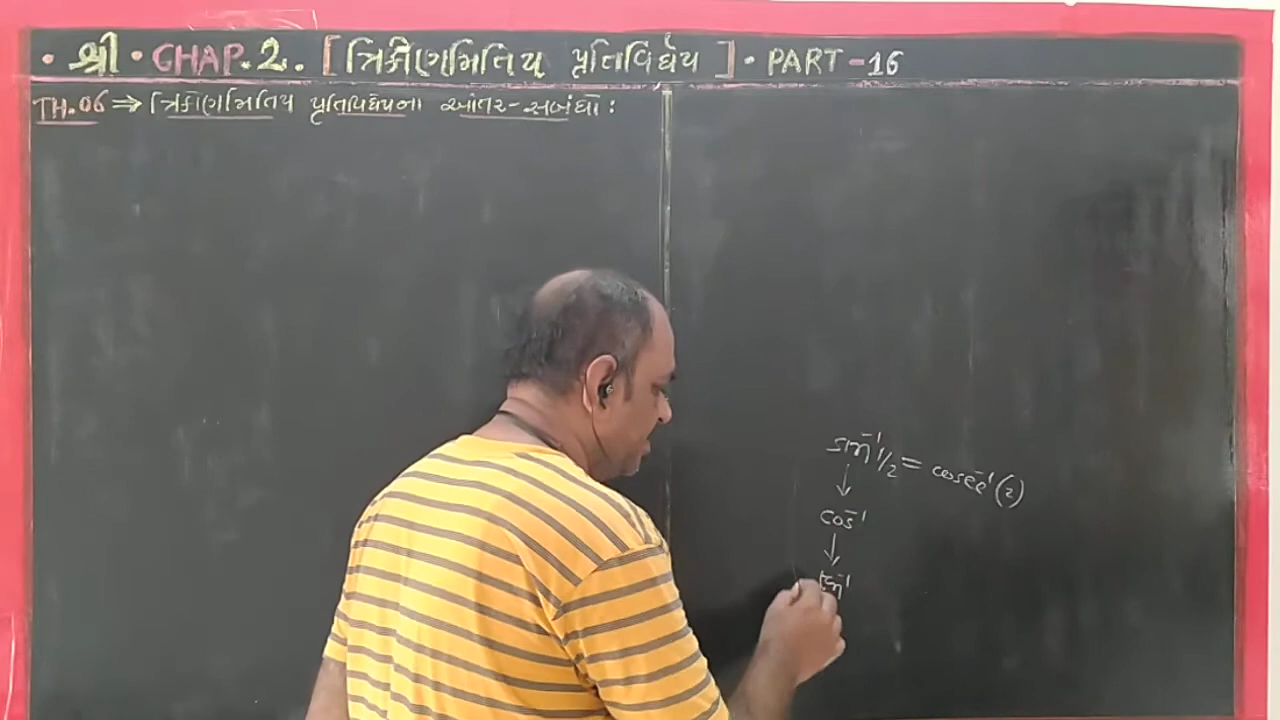 • શ્રી • CHAP.2. [ત્રિકોણમિતિય પ્રતિવિધેય] • PART-16
TH.06 ⇒ ત્રિકોણમિતિય પ્રતિવિધેયના આંતર-સબંધો :
sin⁻¹ 1/2 = cosec⁻¹(2)
↓
cos⁻¹
↓
tan⁻¹